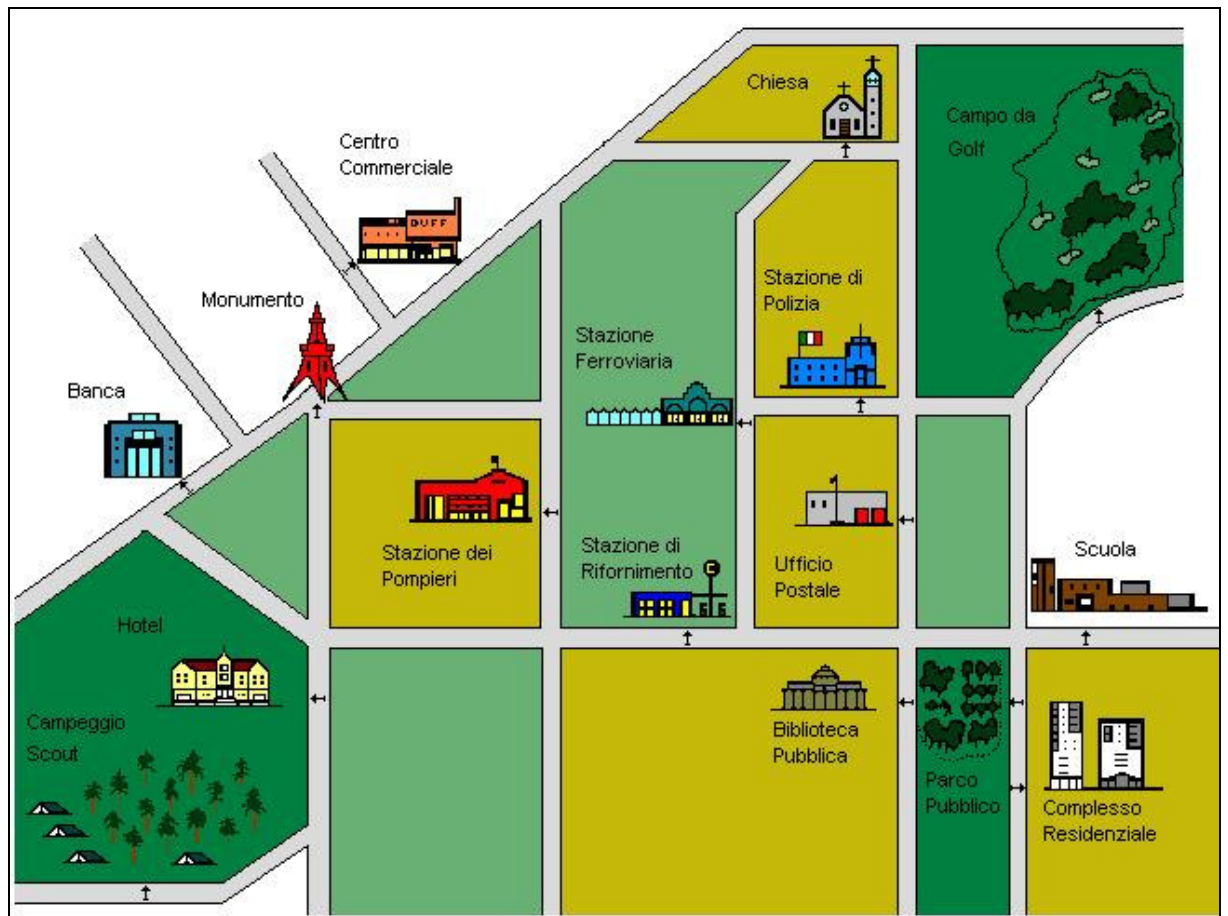 Chiesa
Campo da
Golf
Centro
Commerciale
DUFF
Monumento
Stazione di
Polizia
Stazione
Ferroviaria
Banca
Stazione dei
Pompieri
Stazione di
Rifornimento
Ufficio
Postale
Scuola
Hotel
Campeggio
Scout
Biblioteca
Pubblica
Parco
Pubblico
Complesso
Residenziale